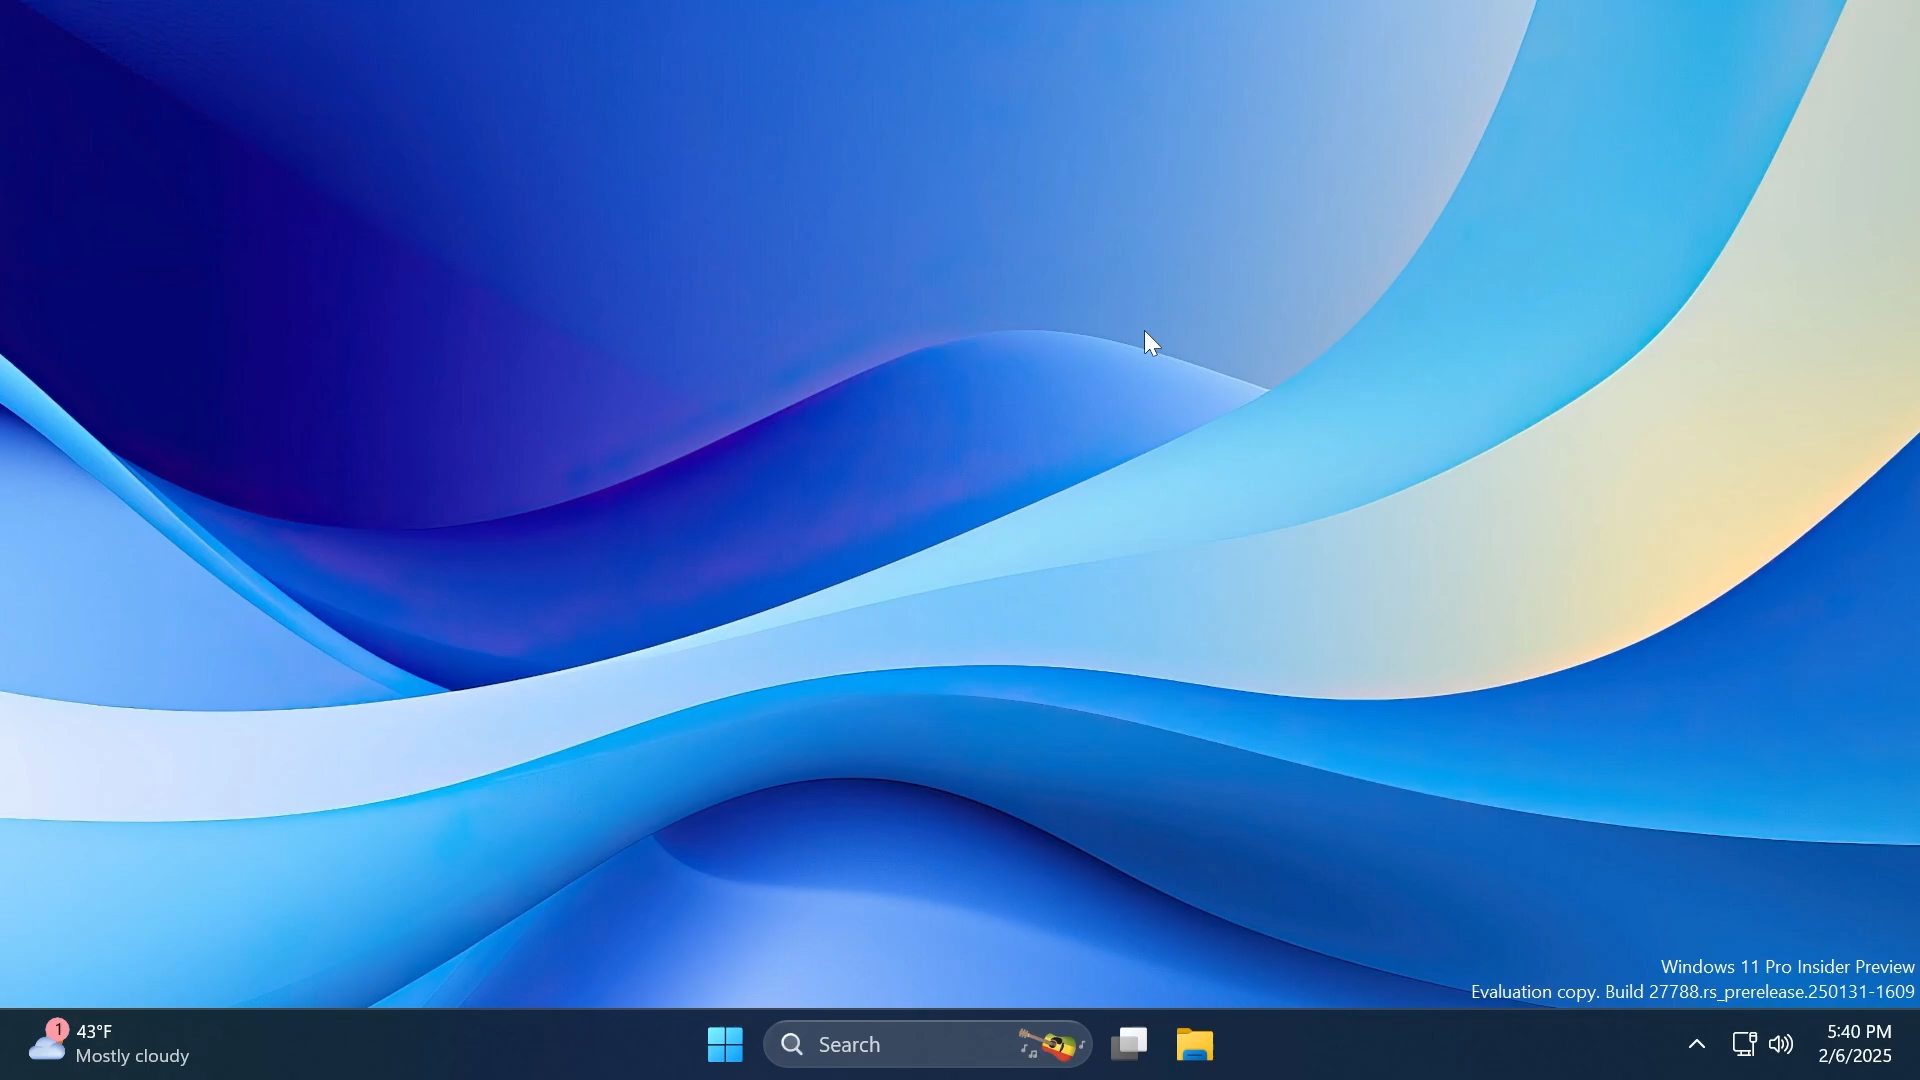 Windows 11 Pro Insider Preview
Evaluation copy. Build 27788.rs_prerelease.250131-1609
1
43°F
Mostly cloudy
Search
5:40 PM
2/6/2025